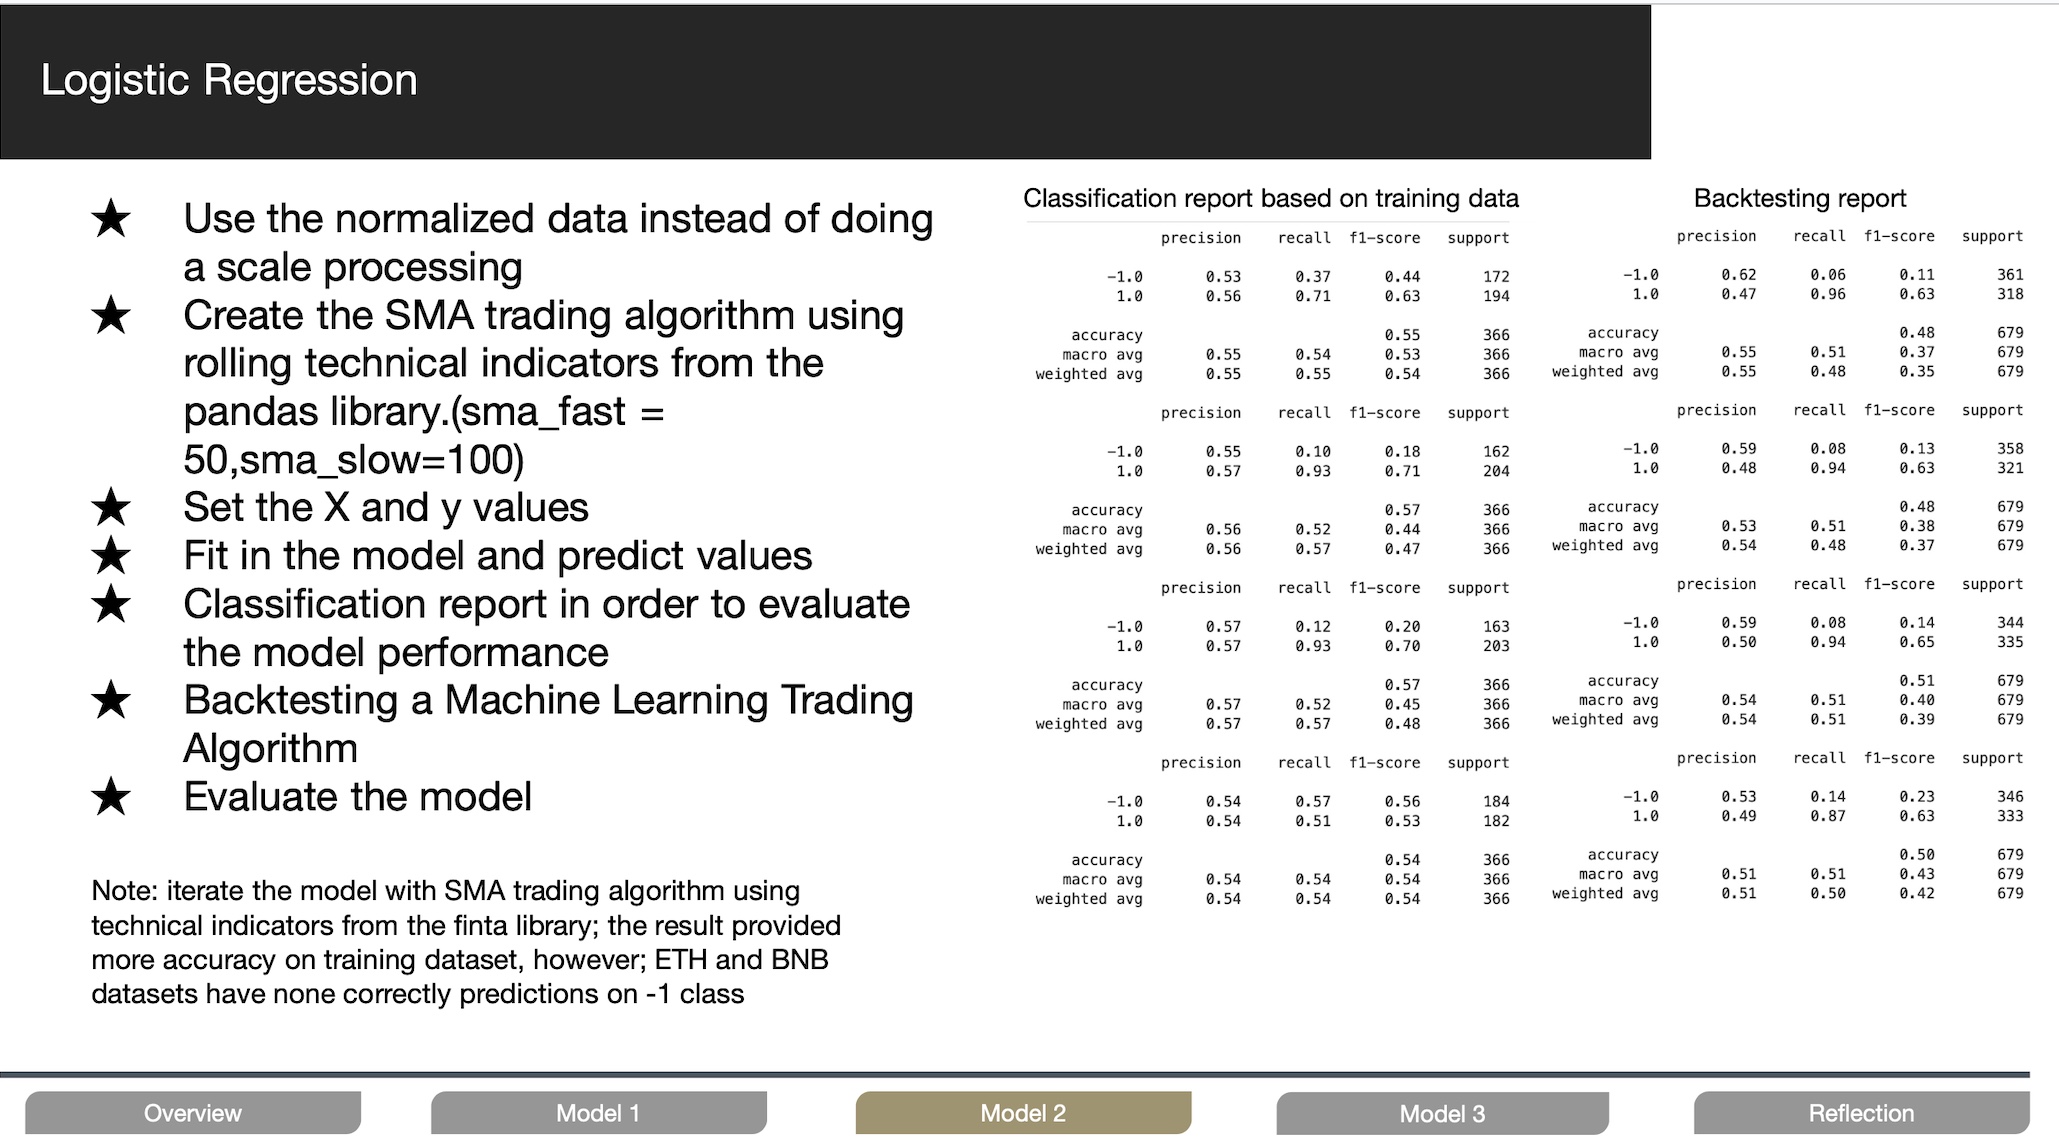 Logistic Regression
★ Use the normalized data instead of doing
a scale processing
★ Create the SMA trading algorithm using
rolling technical indicators from the
pandas library.(sma_fast =
50,sma_slow=100)
★ Set the X and y values
★ Fit in the model and predict values
★ Classification report in order to evaluate
the model performance
★ Backtesting a Machine Learning Trading
Algorithm
★ Evaluate the model
Note: iterate the model with SMA trading algorithm using
technical indicators from the finta library; the result provided
more accuracy on training dataset, however; ETH and BNB
datasets have none correctly predictions on -1 class
Classification report based on training data
precision recall f1-score support
-1.0 0.53 0.37 0.44 172
1.0 0.56 0.71 0.63 194
accuracy 0.55 366
macro avg 0.55 0.54 0.53 366
weighted avg 0.55 0.55 0.54 366
precision recall f1-score support
-1.0 0.55 0.10 0.18 162
1.0 0.57 0.93 0.71 204
accuracy 0.57 366
macro avg 0.56 0.52 0.44 366
weighted avg 0.56 0.57 0.47 366
precision recall f1-score support
-1.0 0.57 0.12 0.20 163
1.0 0.57 0.93 0.70 203
accuracy 0.57 366
macro avg 0.57 0.52 0.45 366
weighted avg 0.57 0.57 0.48 366
precision recall f1-score support
-1.0 0.54 0.57 0.56 184
1.0 0.54 0.51 0.53 182
accuracy 0.54 366
macro avg 0.54 0.54 0.54 366
weighted avg 0.54 0.54 0.54 366
Backtesting report
precision recall f1-score support
-1.0 0.62 0.06 0.11 361
1.0 0.47 0.96 0.63 318
accuracy 0.48 679
macro avg 0.55 0.51 0.37 679
weighted avg 0.55 0.48 0.35 679
precision recall f1-score support
-1.0 0.59 0.08 0.13 358
1.0 0.48 0.94 0.63 321
accuracy 0.48 679
macro avg 0.53 0.51 0.38 679
weighted avg 0.54 0.48 0.37 679
precision recall f1-score support
-1.0 0.59 0.08 0.14 344
1.0 0.50 0.94 0.65 335
accuracy 0.51 679
macro avg 0.54 0.51 0.40 679
weighted avg 0.54 0.51 0.39 679
precision recall f1-score support
-1.0 0.53 0.14 0.23 346
1.0 0.49 0.87 0.63 333
accuracy 0.50 679
macro avg 0.51 0.51 0.43 679
weighted avg 0.51 0.50 0.42 679
Overview
Model 1
Model 2
Model 3
Reflection